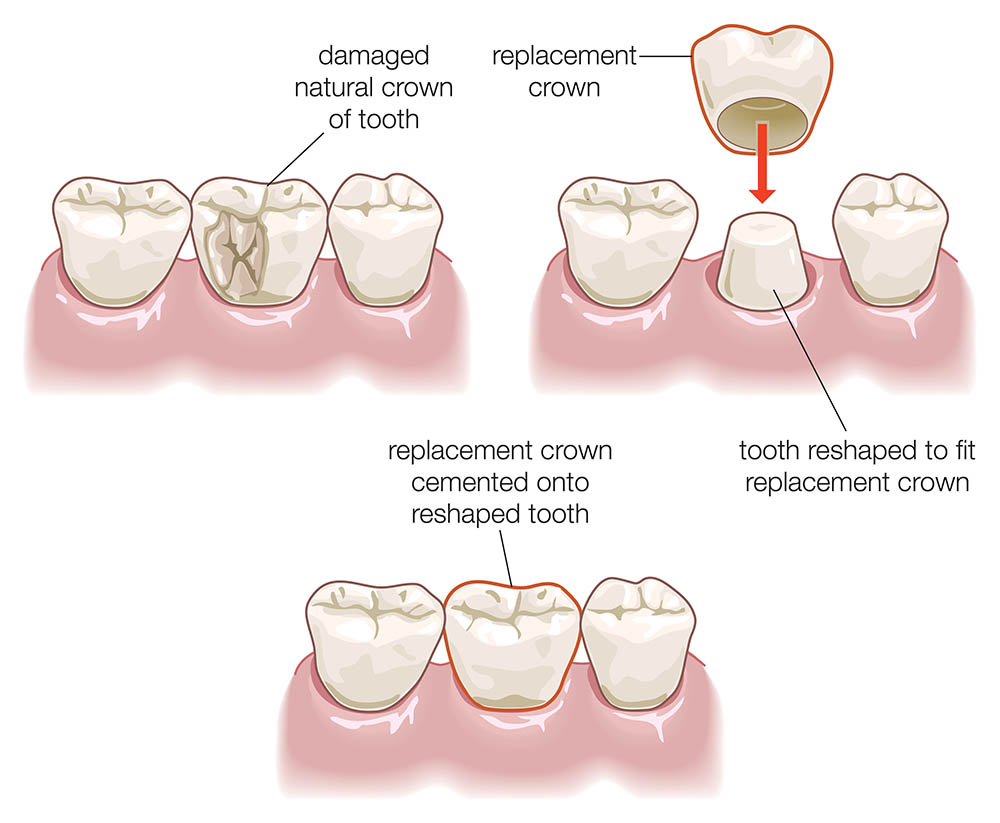 damaged
natural crown
of tooth
replacement
crown
replacement crown
cemented onto
reshaped tooth
tooth reshaped to fit
replacement crown